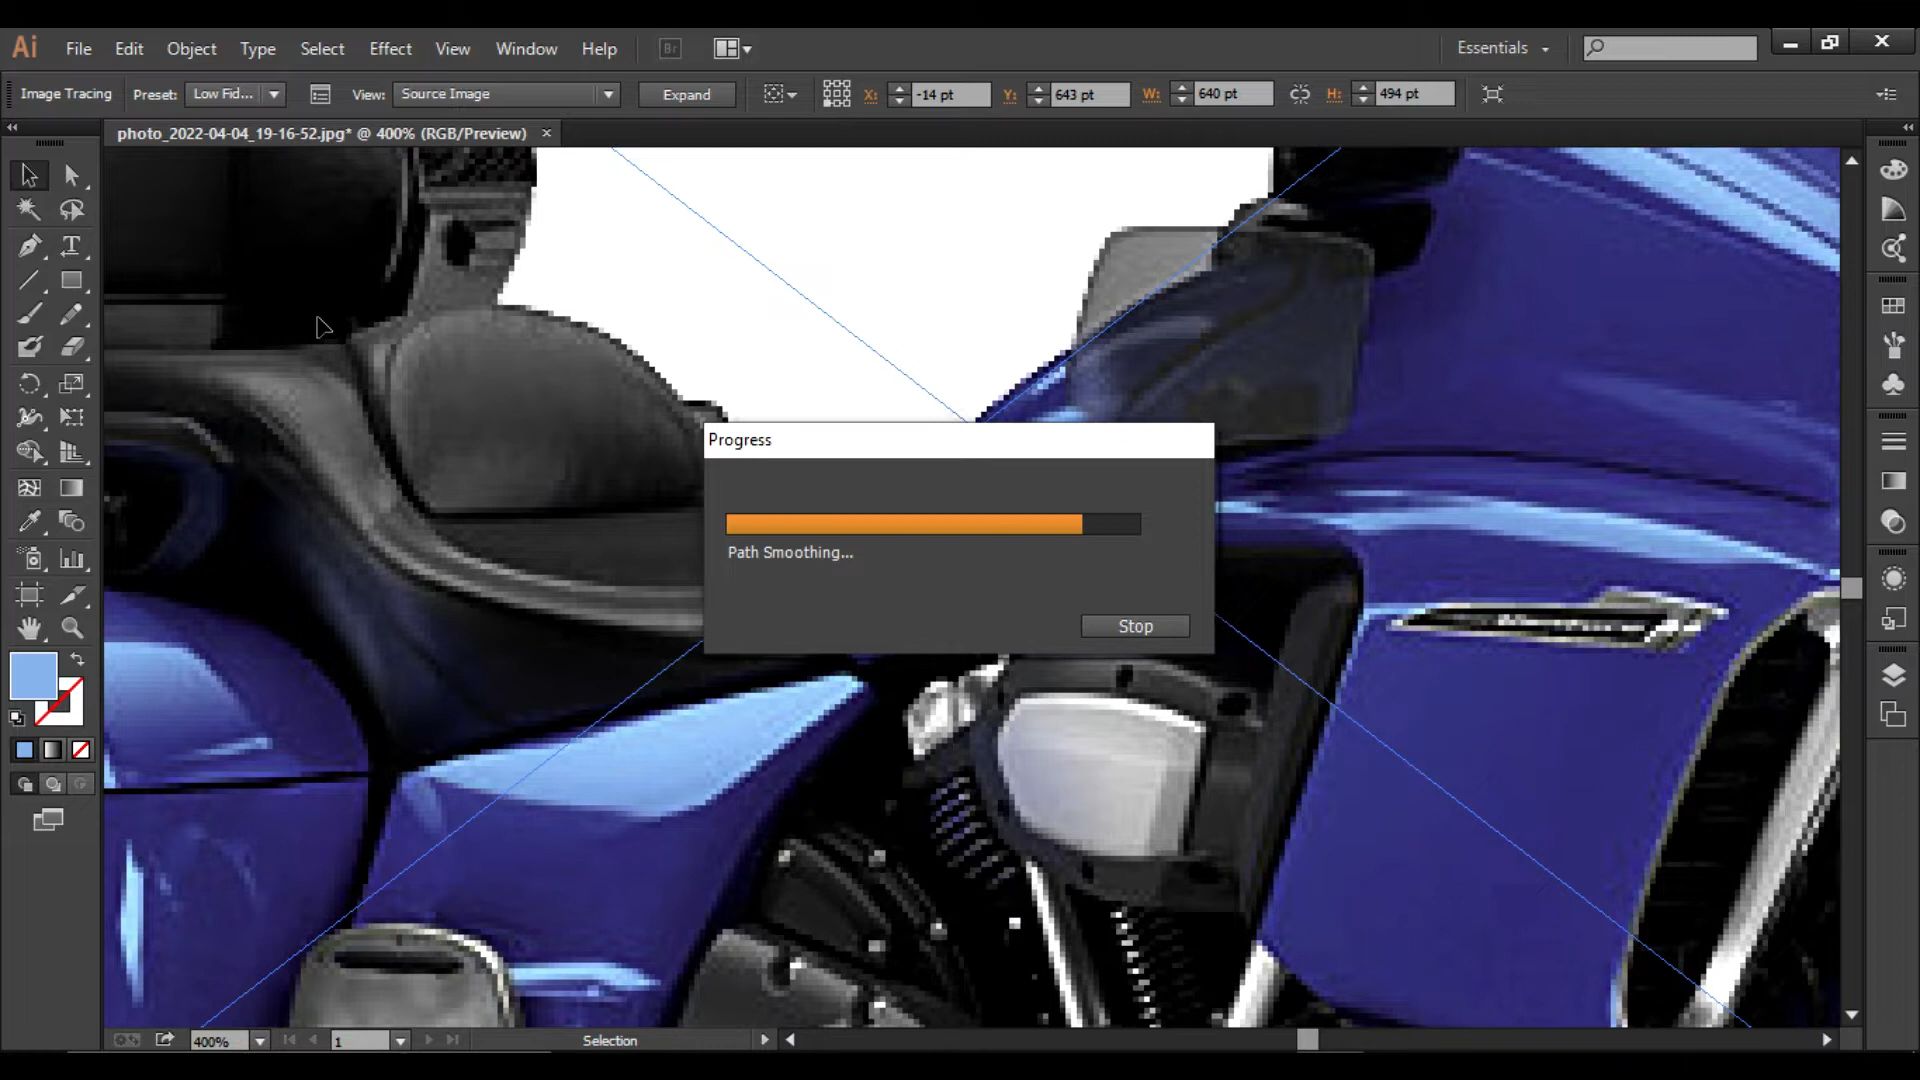 Ai File Edit Object Type Select Effect View Window Help Br Essentials
Image Tracing Preset: Low Fid... View: Source Image Expand X: -14 pt Y: 643 pt W: 640 pt H: 494 pt
photo_2022-04-04_19-16-52.jpg* @ 400% (RGB/Preview)
Progress
Path Smoothing...
Stop
400% 1 Selection